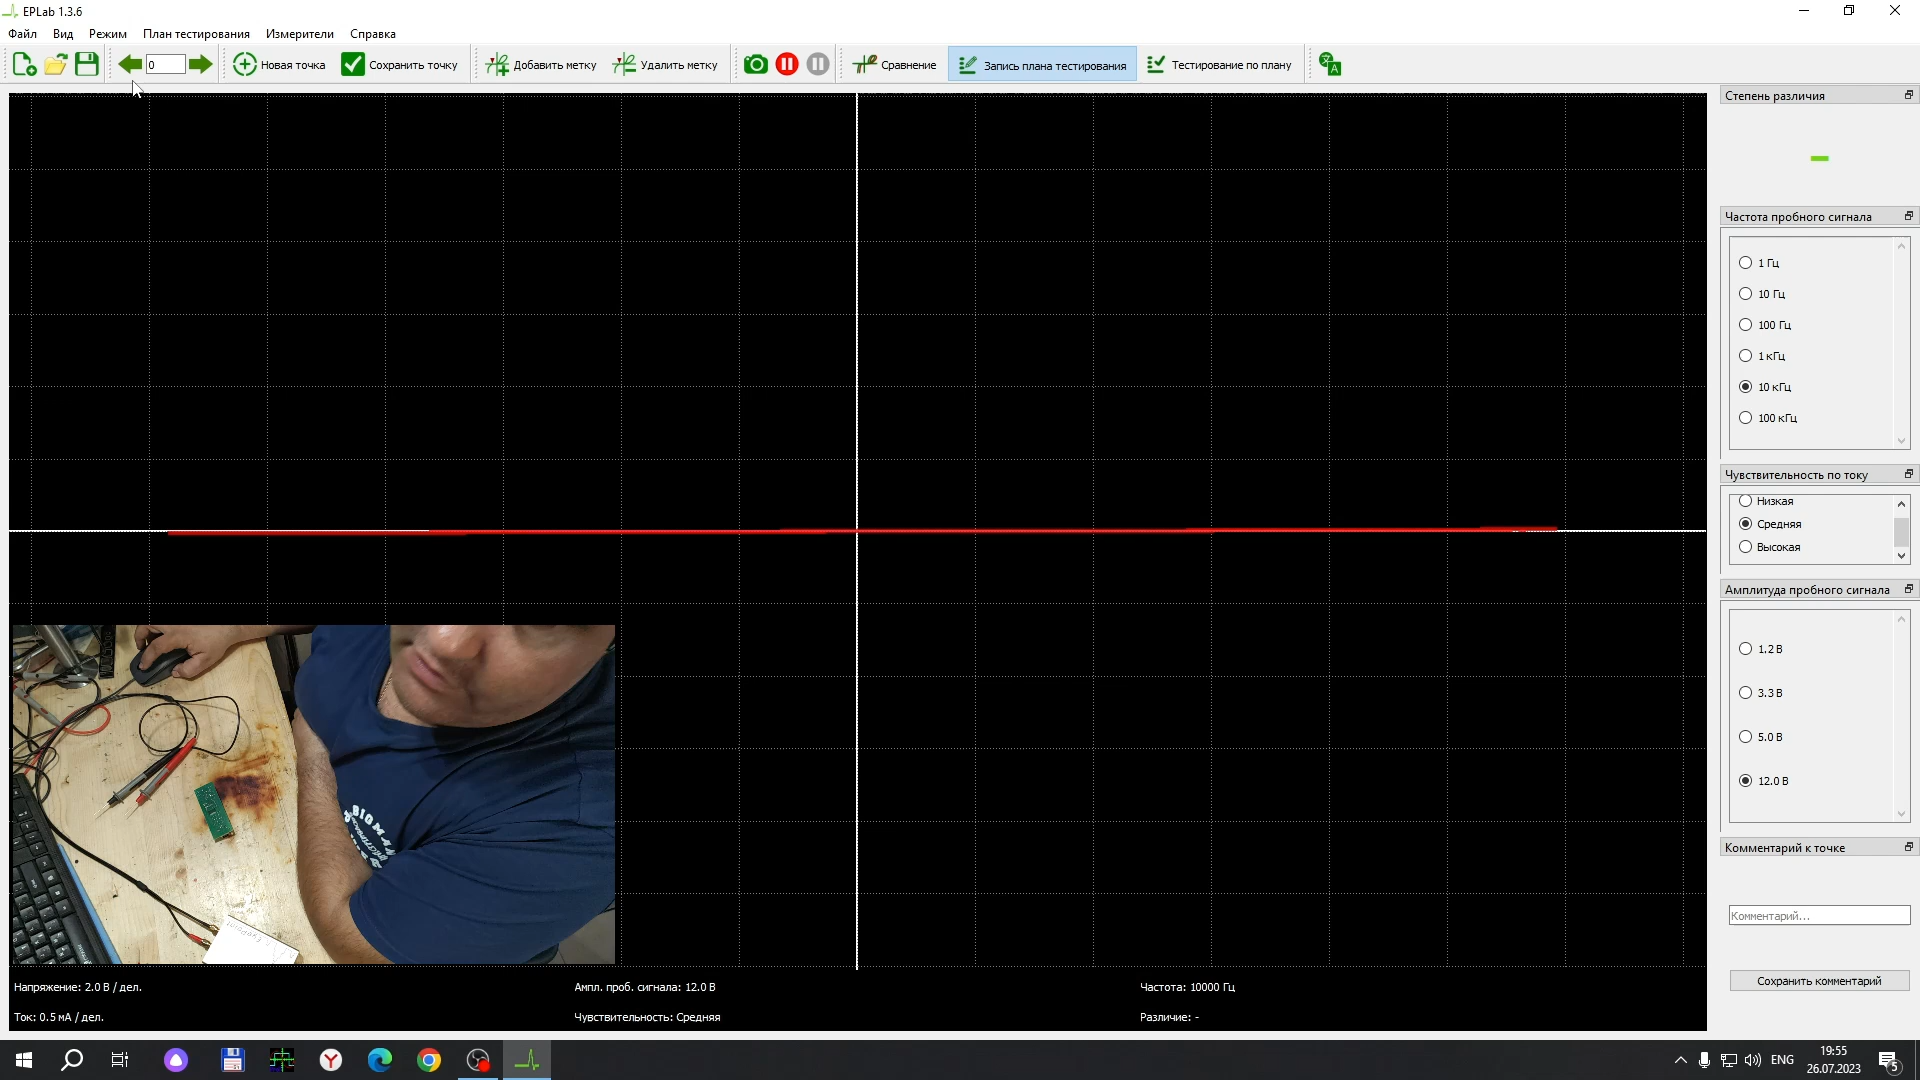 EPLab 1.3.6
Файл Вид Режим План тестирования Измерители Справка
0 Новая точка Сохранить точку Добавить метку Удалить метку Сравнение Запись плана тестирования Тестирование по плану
Степень различия
-
Частота пробного сигнала
1 Гц
10 Гц
100 Гц
1 кГц
10 кГц
100 кГц
Чувствительность по току
Низкая
Средняя
Высокая
Амплитуда пробного сигнала
1.2 В
3.3 В
5.0 В
12.0 В
Комментарий к точке
Комментарий...
Сохранить комментарий
Напряжение: 2.0 В / дел. Ампл. проб. сигнала: 12.0 В Частота: 10000 Гц
Ток: 0.5 мА / дел. Чувствительность: Средняя Различие: -
ENG 19:55
26.07.2023
5